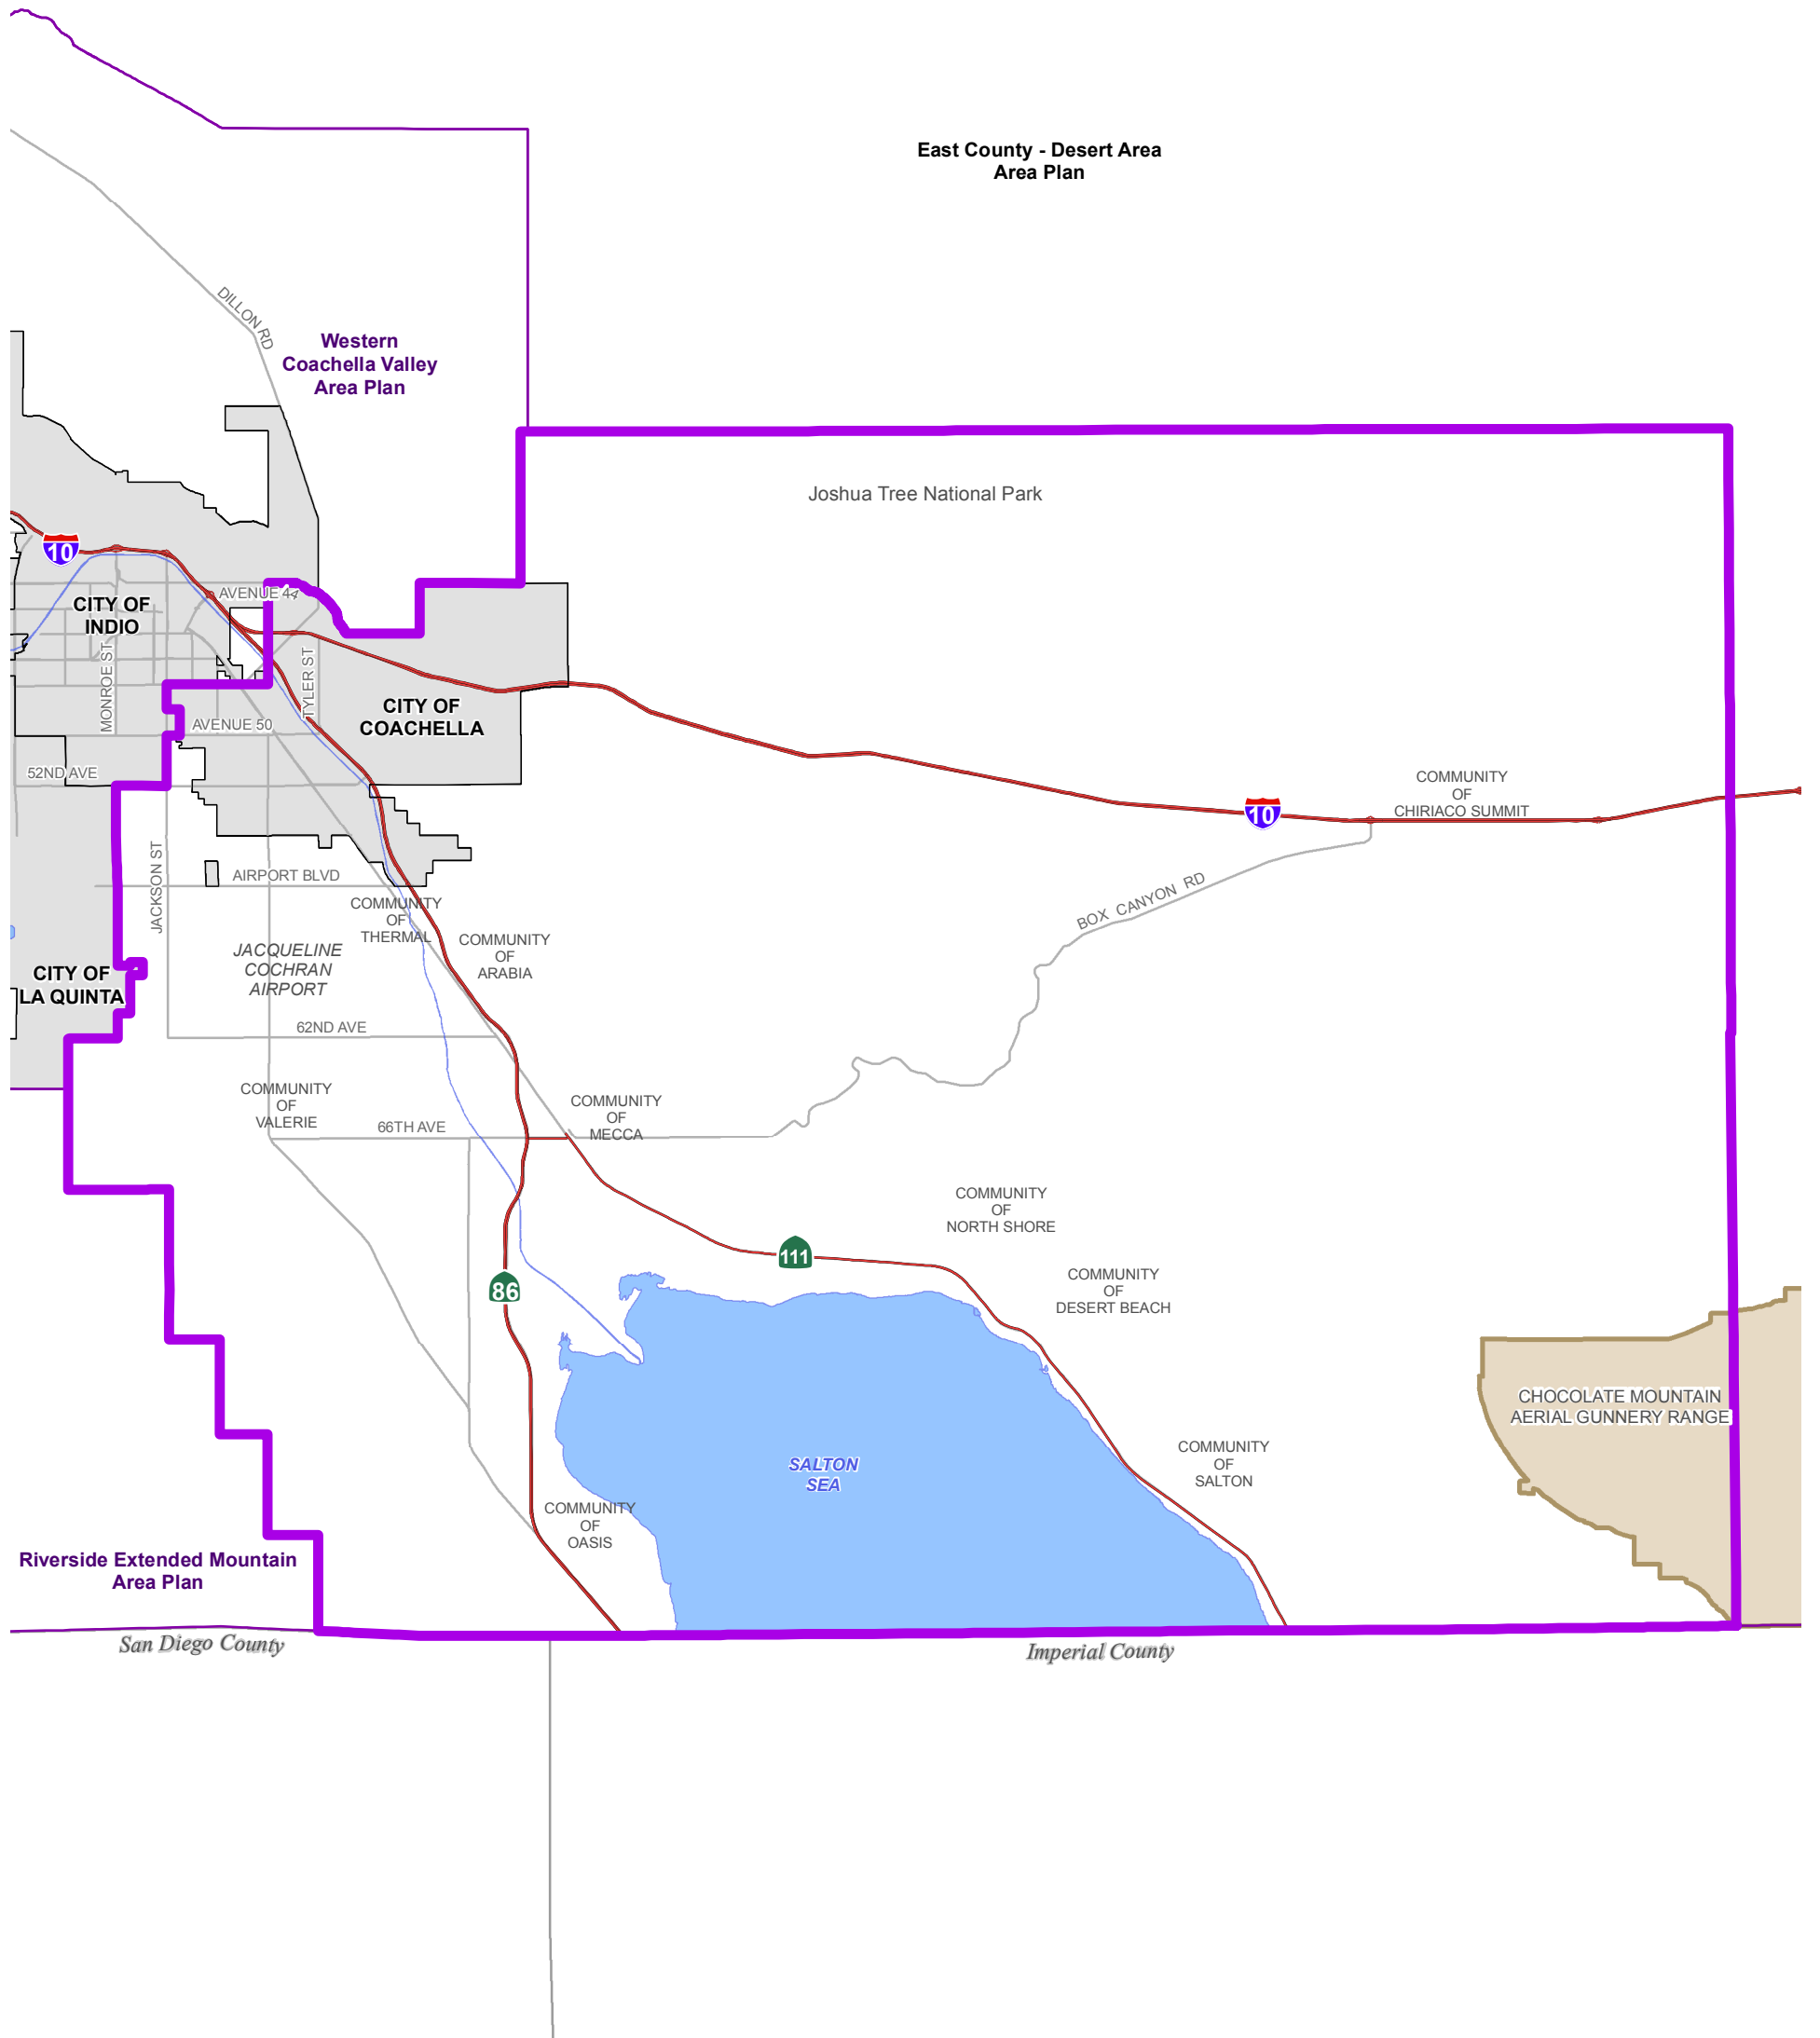 East County - Desert Area
Area Plan
DILLON RD
Western
Coachella Valley
Area Plan
Joshua Tree National Park
10
AVENUE 44
CITY OF
INDIO
MONROE ST
TYLER ST
CITY OF
COACHELLA
AVENUE 50
52ND AVE
COMMUNITY
OF
CHIRIACO SUMMIT
10
JACKSON ST
AIRPORT BLVD
BOX CANYON RD
COMMUNITY
OF
THERMAL
COMMUNITY
OF
ARABIA
JACQUELINE
COCHRAN
AIRPORT
CITY OF
LA QUINTA
62ND AVE
COMMUNITY
OF
VALERIE
COMMUNITY
OF
MECCA
66TH AVE
COMMUNITY
OF
NORTH SHORE
111
86
COMMUNITY
OF
DESERT BEACH
CHOCOLATE MOUNTAIN
AERIAL GUNNERY RANGE
SALTON
SEA
COMMUNITY
OF
SALTON
COMMUNITY
OF
OASIS
Riverside Extended Mountain
Area Plan
San Diego County
Imperial County